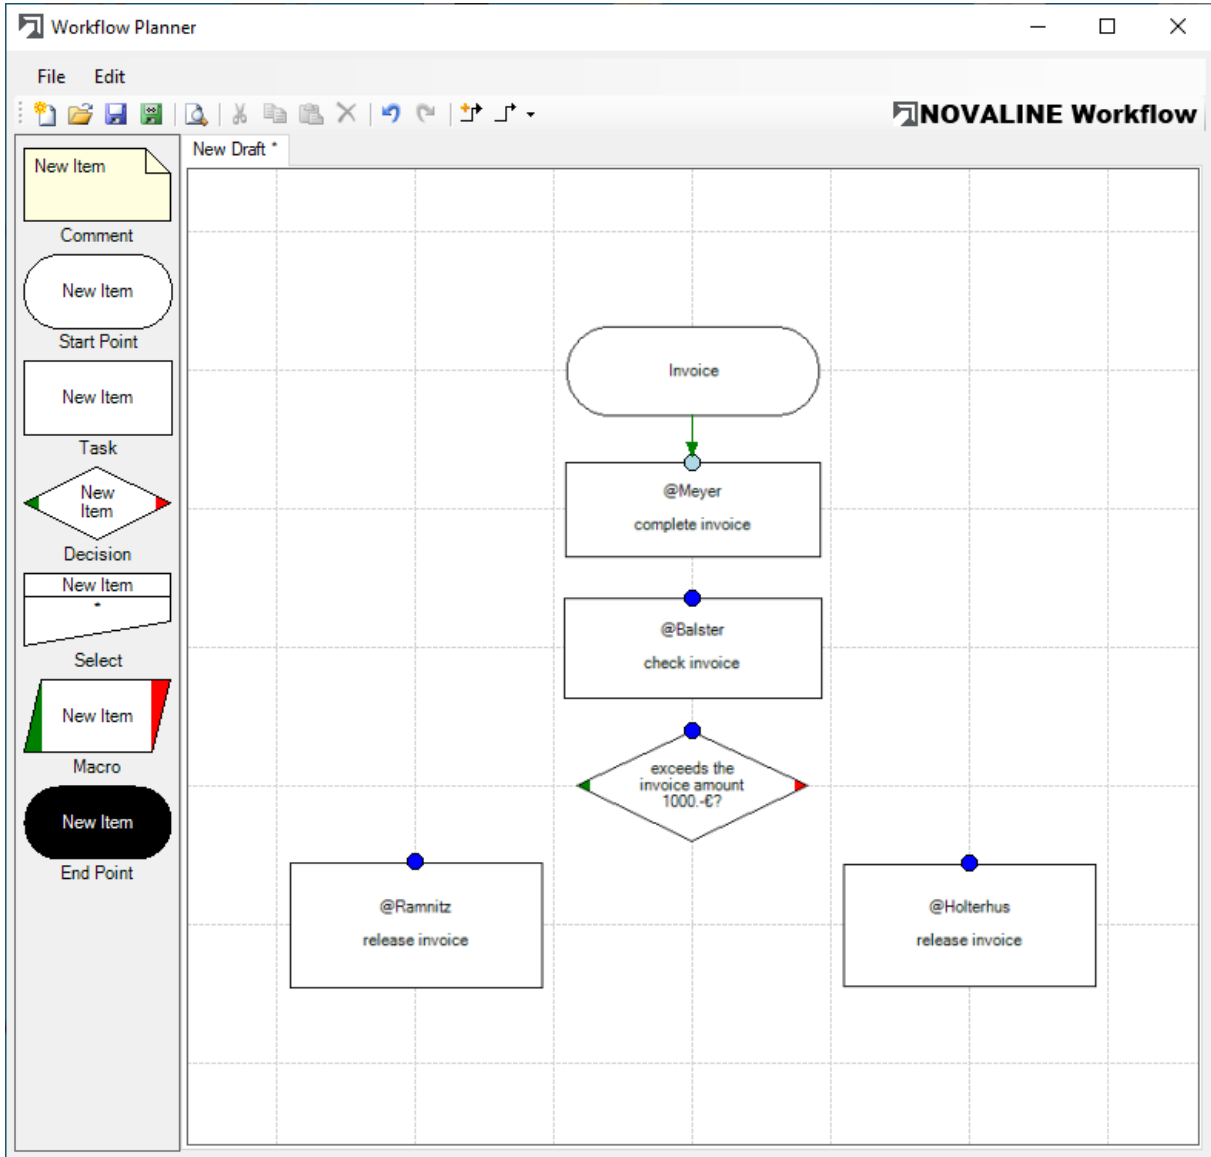 Workflow Planner
File Edit
NOVALINE Workflow
New Draft *
New Item
Comment
New Item
Start Point
New Item
Task
New
Item
Decision
New Item
*
Select
New Item
Macro
New Item
End Point
Invoice
@Meyer
complete invoice
@Balster
check invoice
exceeds the
invoice amount
1000.-€?
@Ramnitz
release invoice
@Holterhus
release invoice